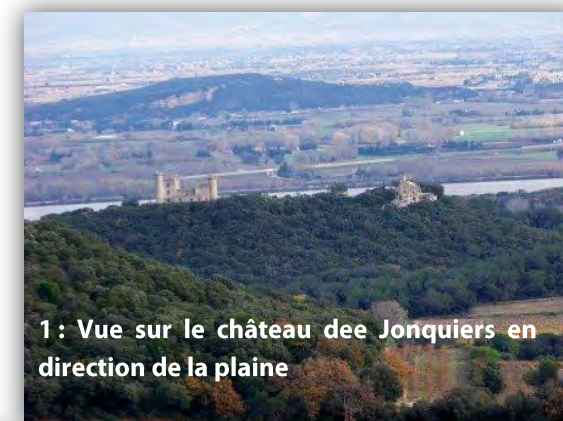 1 : Vue sur le château dee Jonquiers en
direction de la plaine